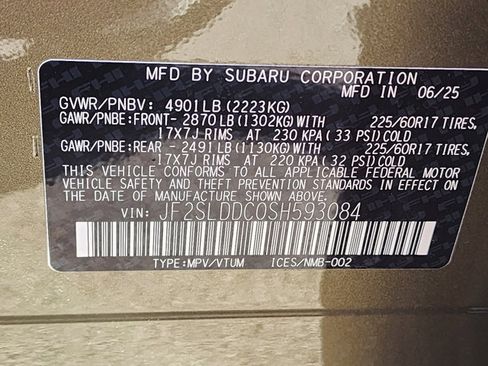 MFD BY SUBARU CORPORATION IN 06/25
GVWR/PNBV: 4901LB(2223KG)
GAWR/PNBE:FRONT- 2870LB(1302KG)WITH 225/60R17 TIRES,
17X7J RIMS AT 230 KPA(33 PSI)COLD
GAWR/PNBE:REAR - 2491LB(1130KG)WITH 225/60R17 TIRES,
17X7J RIMS AT 220 KPA(32 PSI)COLD
THIS VEHICLE CONFORMS TO ALL APPLICABLE FEDERAL MOTOR
VEHICLE SAFETY AND THEFT PREVENTION STANDARDS IN EFFECT
ON THE DATE OF MANUFACTURE SHOWN ABOVE.
VIN: JF2SLDDC0SH593084
TYPE:MPV/VTUM ICES/NMB-002